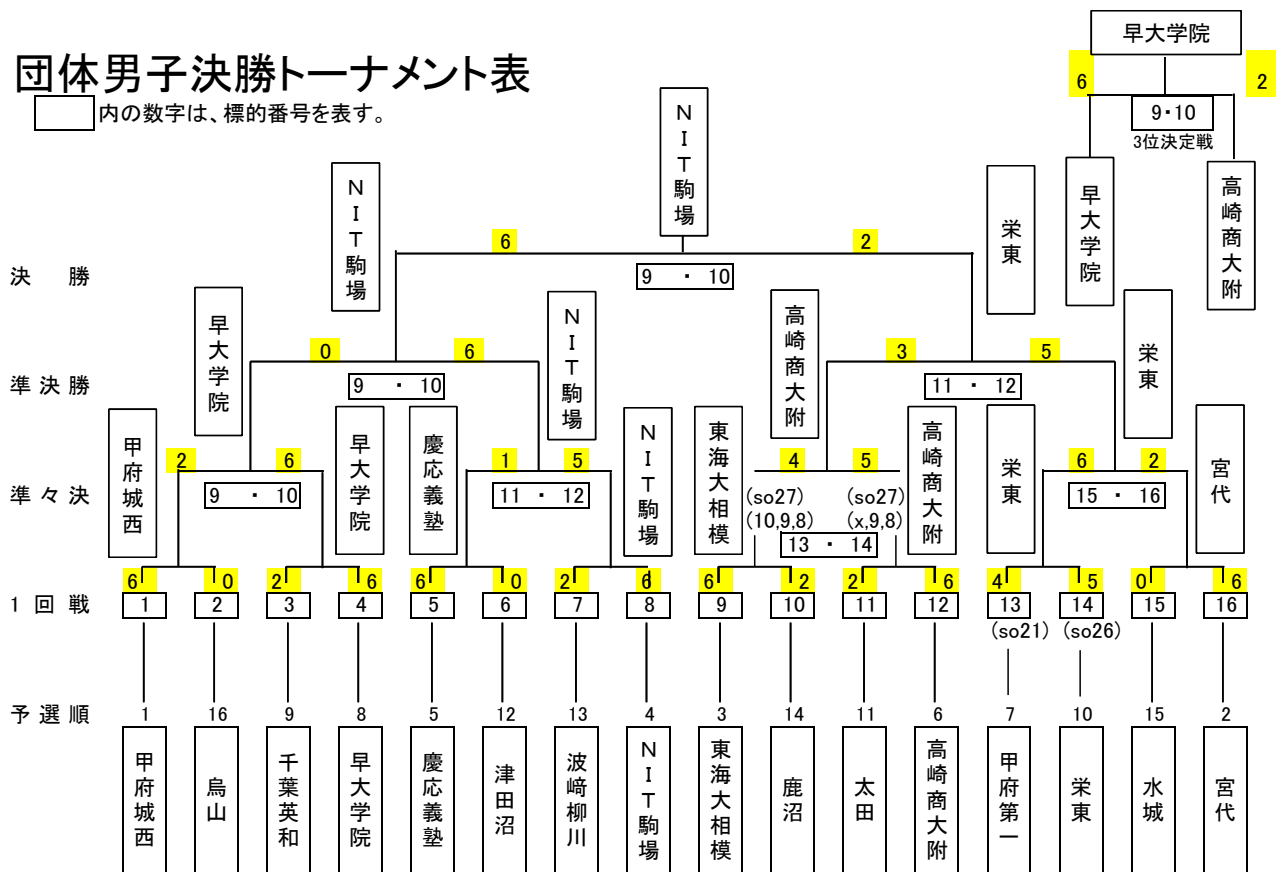 団体男子決勝トーナメント表
内の数字は、標的番号を表す。
早大学院
6 2
9・10
3位決定戦
早大学院 高崎商大附
NIT駒場
NIT駒場 栄東
決 勝 6 2
9 ・ 10
早大学院 NIT駒場 高崎商大附 栄東
準決勝 0 6 3 5
9 ・ 10 11 ・ 12
甲府城西 早大学院 慶応義塾 NIT駒場 東海大相模 高崎商大附 栄東 宮代
準々決 2 6 1 5 4 5 6 2
9 ・ 10 11 ・ 12 15 ・ 16
(so27) (so27)
(10,9,8) (x,9,8)
13 ・ 14
6 0 2 6 6 0 2 6 6 2 2 6 4 5 0 6
1回戦 1 2 3 4 5 6 7 8 9 10 11 12 13 14 15 16
(so21) (so26)
予選順 1 16 9 8 5 12 13 4 3 14 11 6 7 10 15 2
甲府城西 烏山 千葉英和 早大学院 慶応義塾 津田沼 波崎柳川 NIT駒場 東海大相模 鹿沼 太田 高崎商大附 甲府第一 栄東 水城 宮代